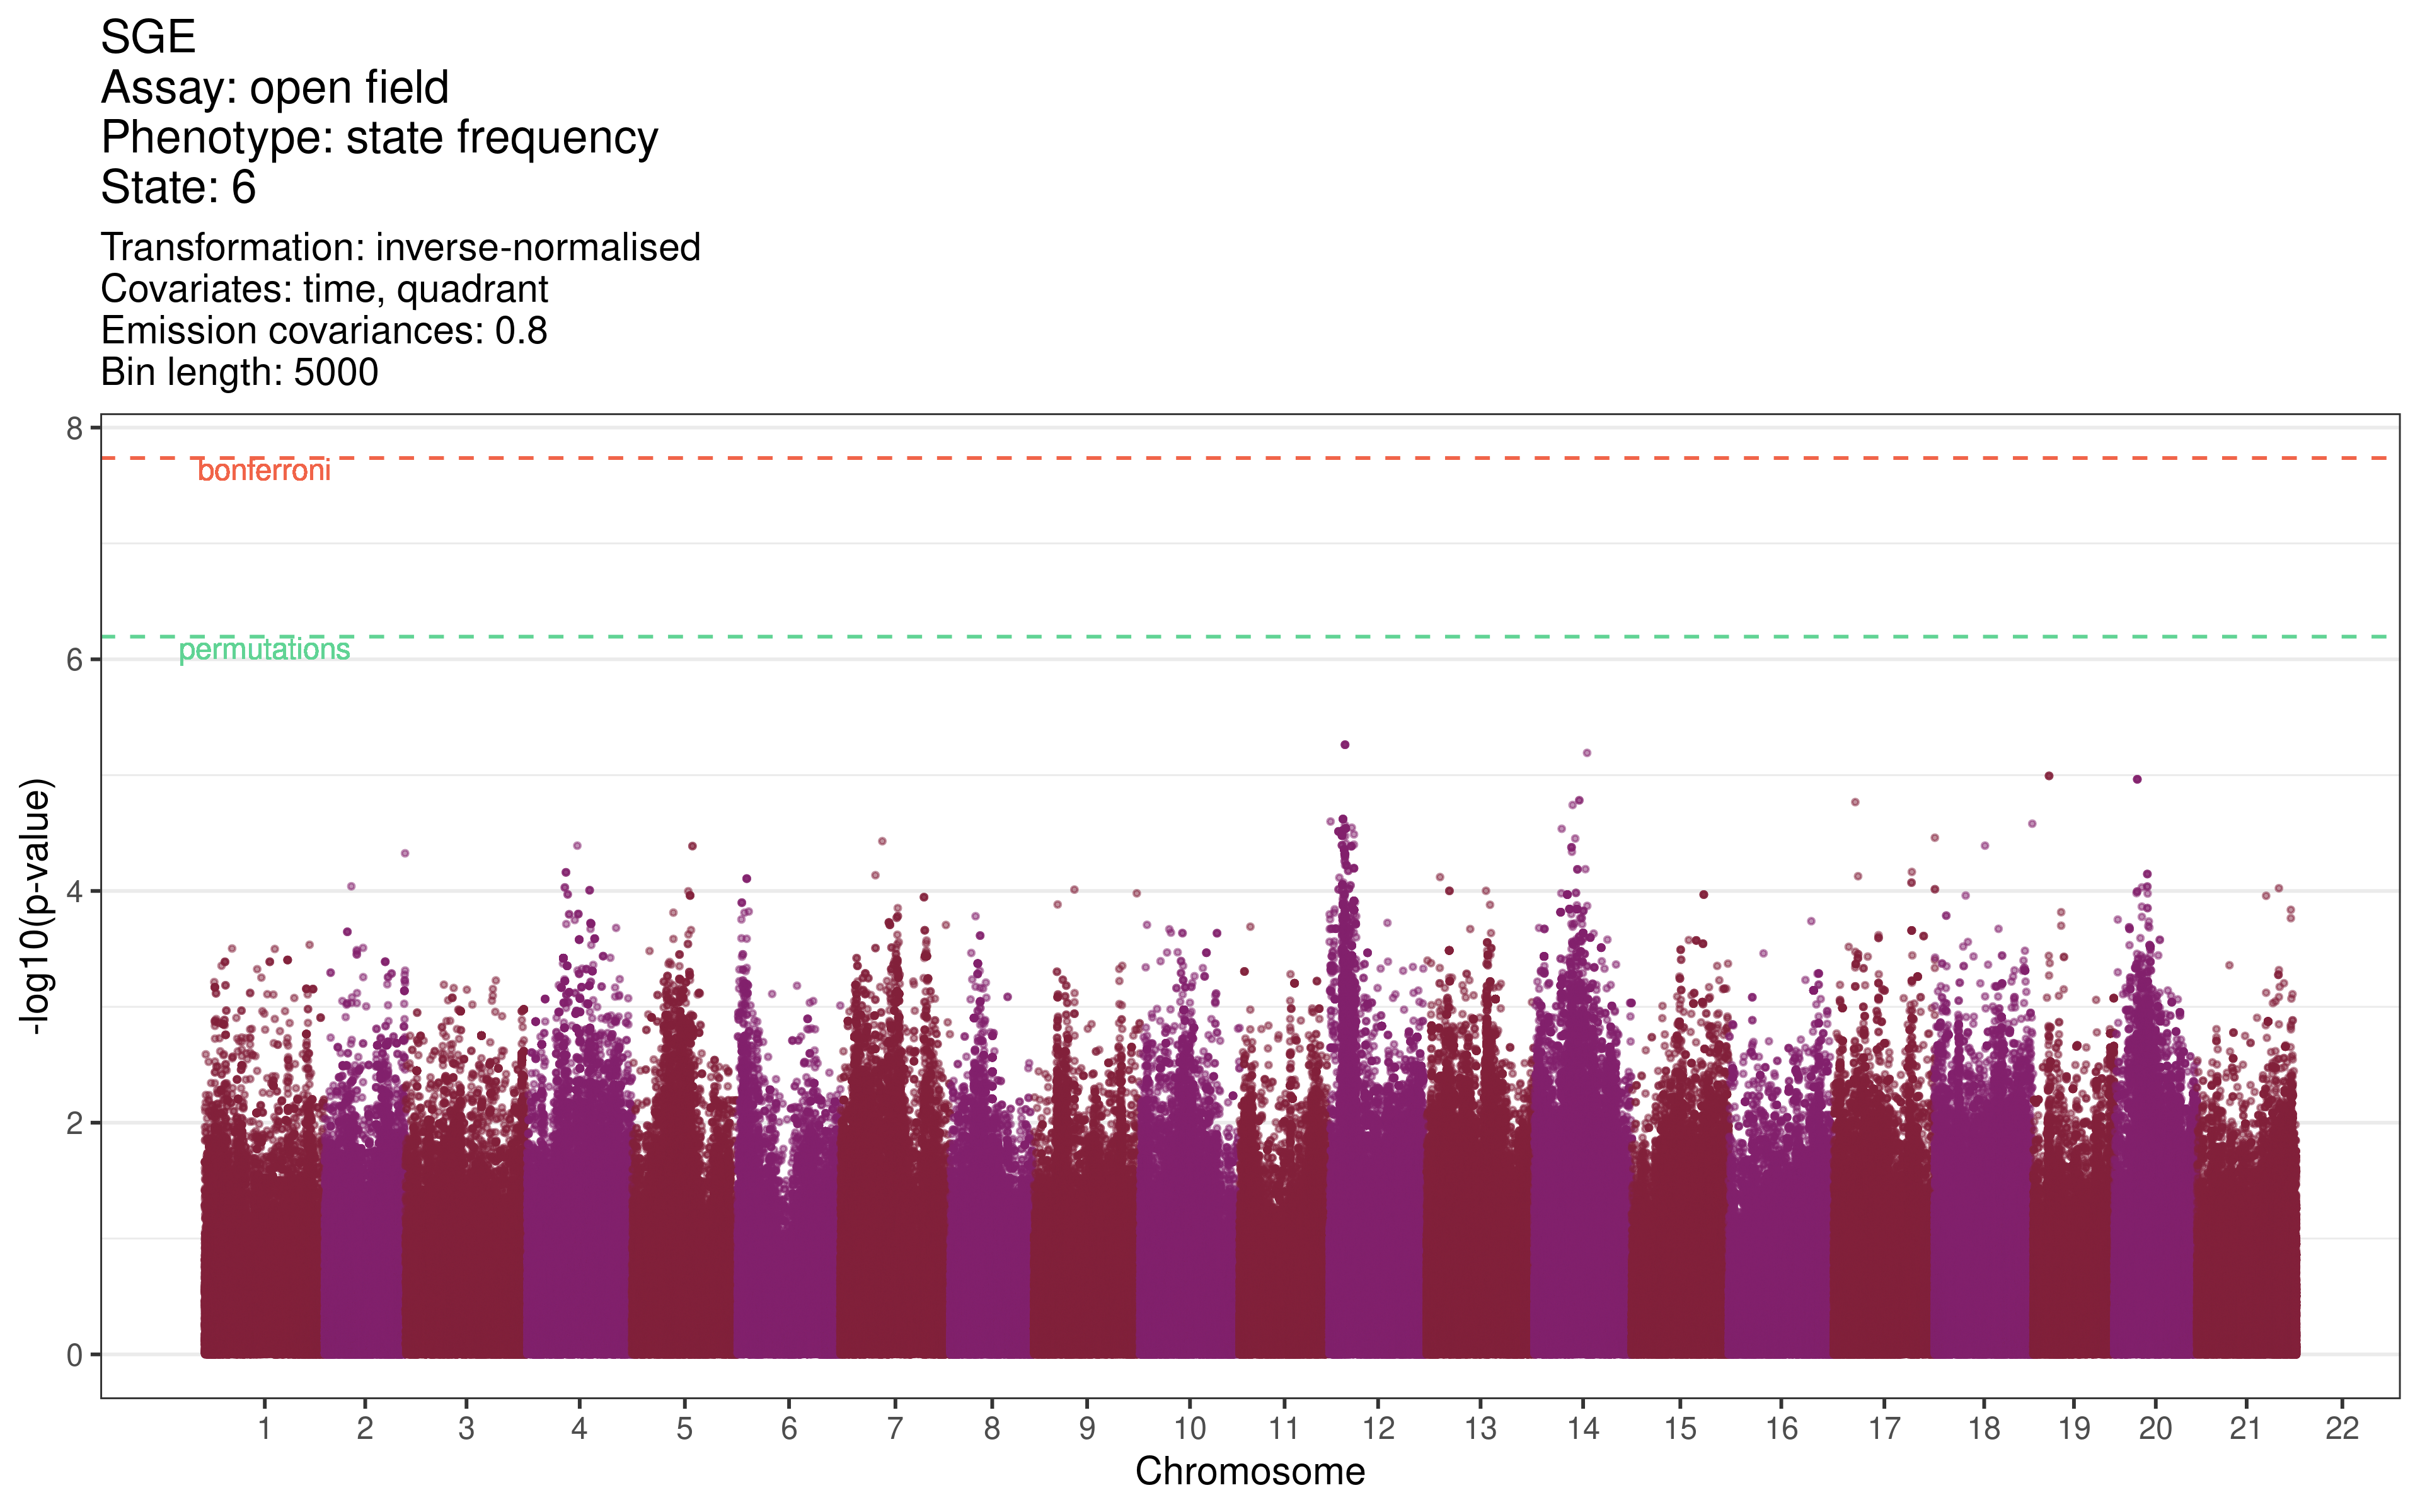 SGE
Assay: open field
Phenotype: state frequency
State: 6
Transformation: inverse-normalised
Covariates: time, quadrant
Emission covariances: 0.8
Bin length: 5000
8
bonferroni
permutations
6
-log10(p-value)
4
2
0
1 2 3 4 5 6 7 8 9 10 11 12 13 14 15 16 17 18 19 20 21 22
Chromosome